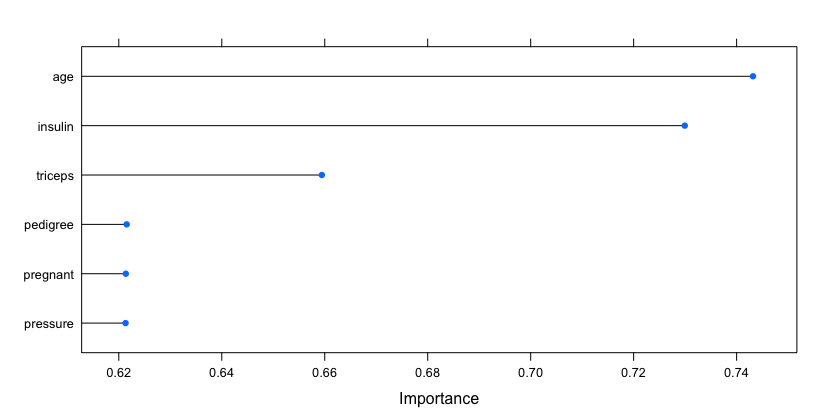 age
insulin
triceps
pedigree
pregnant
pressure
0.62 0.64 0.66 0.68 0.70 0.72 0.74
Importance